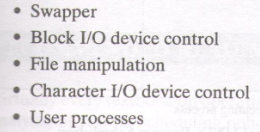 • Swapper
• Block I/O device control
• File manipulation
• Character I/O device control
• User processes